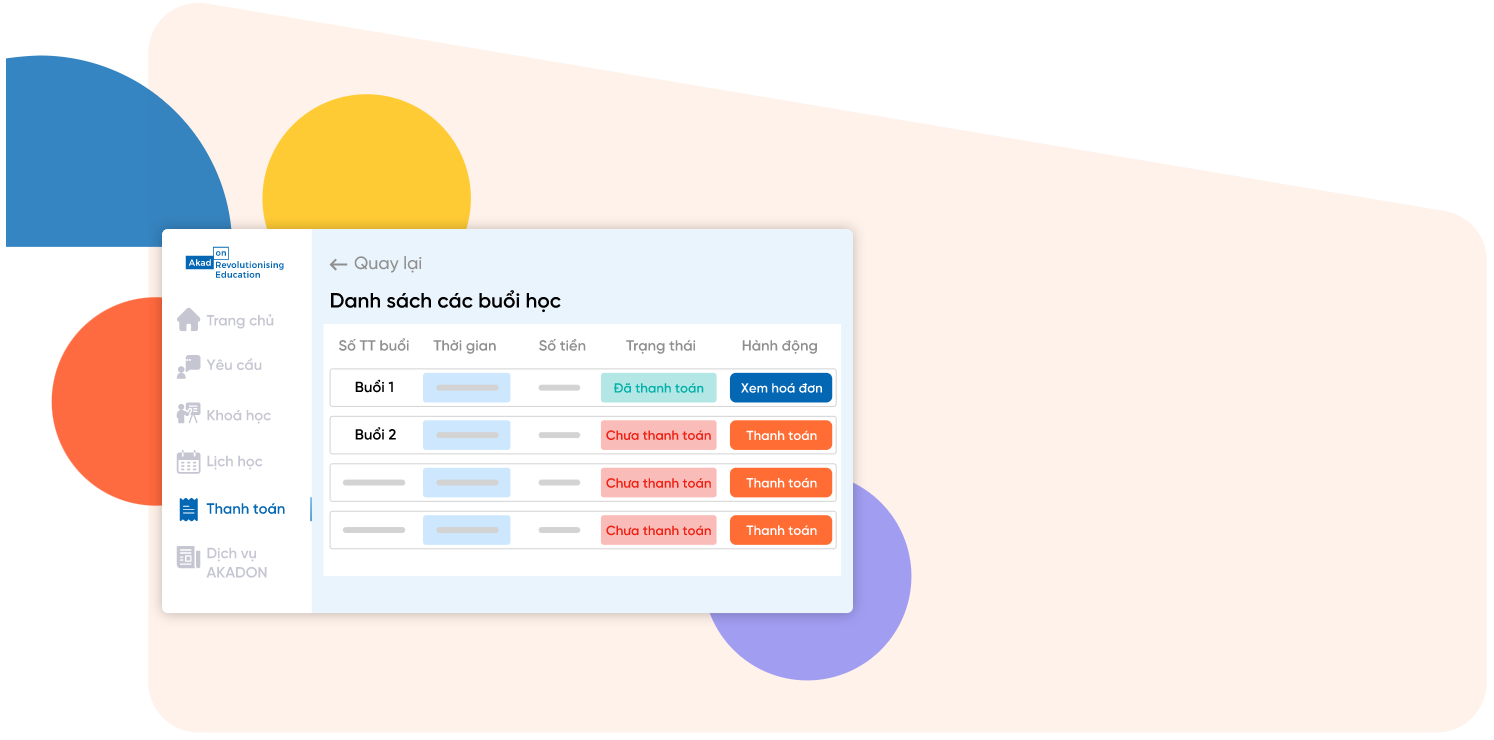 on
Akad
Revolutionising
Education
Trang chủ
Yêu cầu
Khoá học
Lịch học
Thanh toán
Dịch vụ
AKADON
Quay lại
Danh sách các buổi học
Số TT buổi Thời gian Số tiền Trạng thái Hành động
Buổi 1 Đã thanh toán Xem hoá đơn
Buổi 2 Chưa thanh toán Thanh toán
Chưa thanh toán Thanh toán
Chưa thanh toán Thanh toán